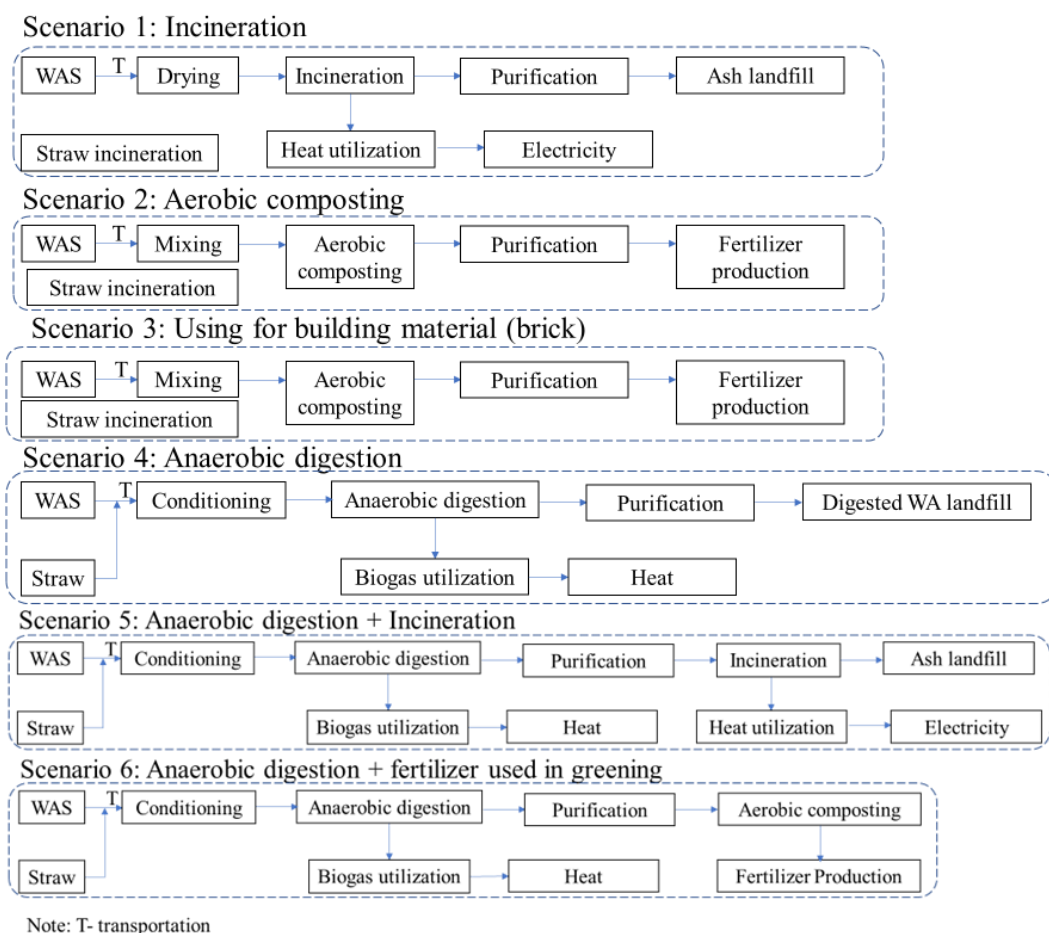 Scenario 1: Incineration
WAS
T
Drying
Incineration
Purification
Ash landfill
Straw incineration
Heat utilization
Electricity
Scenario 2: Aerobic composting
WAS
T
Mixing
Aerobic
composting
Purification
Fertilizer
production
Straw incineration
Scenario 3: Using for building material (brick)
WAS
T
Mixing
Aerobic
composting
Purification
Fertilizer
production
Straw incineration
Scenario 4: Anaerobic digestion
WAS
T
Conditioning
Anaerobic digestion
Purification
Digested WA landfill
Straw
Biogas utilization
Heat
Scenario 5: Anaerobic digestion + Incineration
WAS
T
Conditioning
Anaerobic digestion
Purification
Incineration
Ash landfill
Straw
Biogas utilization
Heat
Heat utilization
Electricity
Scenario 6: Anaerobic digestion + fertilizer used in greening
WAS
T
Conditioning
Anaerobic digestion
Purification
Aerobic composting
Straw
Biogas utilization
Heat
Fertilizer Production
Note: T- transportation